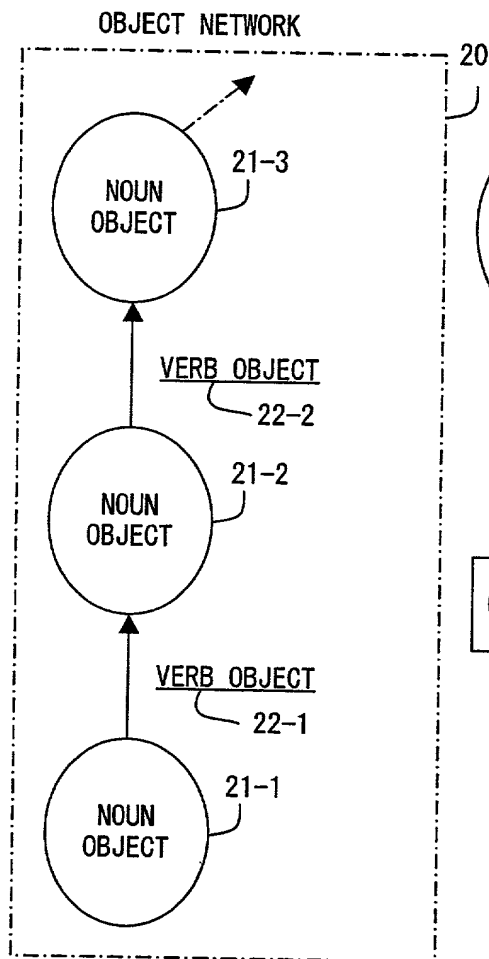 OBJECT NETWORK
20
21-3
NOUN
OBJECT
VERB OBJECT
22-2
21-2
NOUN
OBJECT
VERB OBJECT
22-1
21-1
NOUN
OBJECT